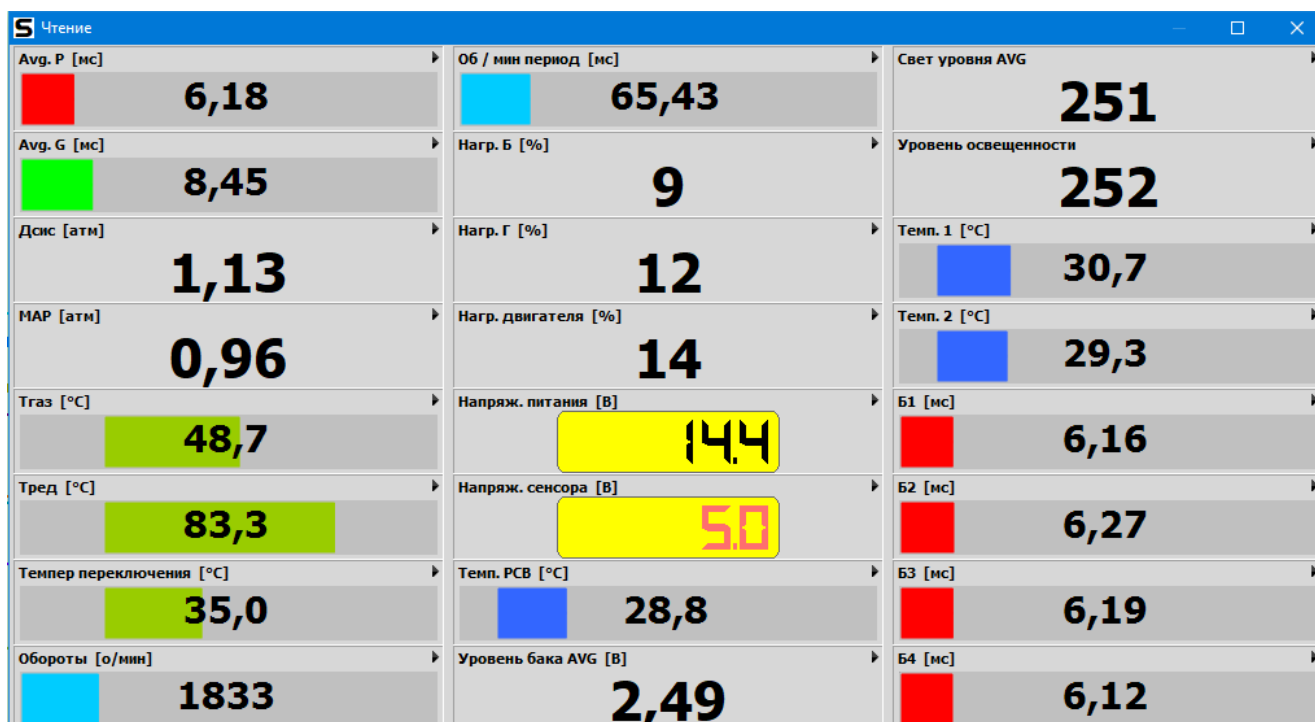 S Чтение
Avg. P [мс]
6,18
Об / мин период [мс]
65,43
Свет уровня AVG
251
Avg. G [мс]
8,45
Нагр. Б [%]
9
Уровень освещенности
252
Дсис [атм]
1,13
Нагр. Г [%]
12
Темп. 1 [°C]
30,7
MAP [атм]
0,96
Нагр. двигателя [%]
14
Темп. 2 [°C]
29,3
Тгаз [°C]
48,7
Напряж. питания [В]
14.4
Б1 [мс]
6,16
Тред [°C]
83,3
Напряж. сенсора [В]
5.0
Б2 [мс]
6,27
Темпер переключения [°C]
35,0
Темп. PCB [°C]
28,8
Б3 [мс]
6,19
Обороты [о/мин]
1833
Уровень бака AVG [В]
2,49
Б4 [мс]
6,12